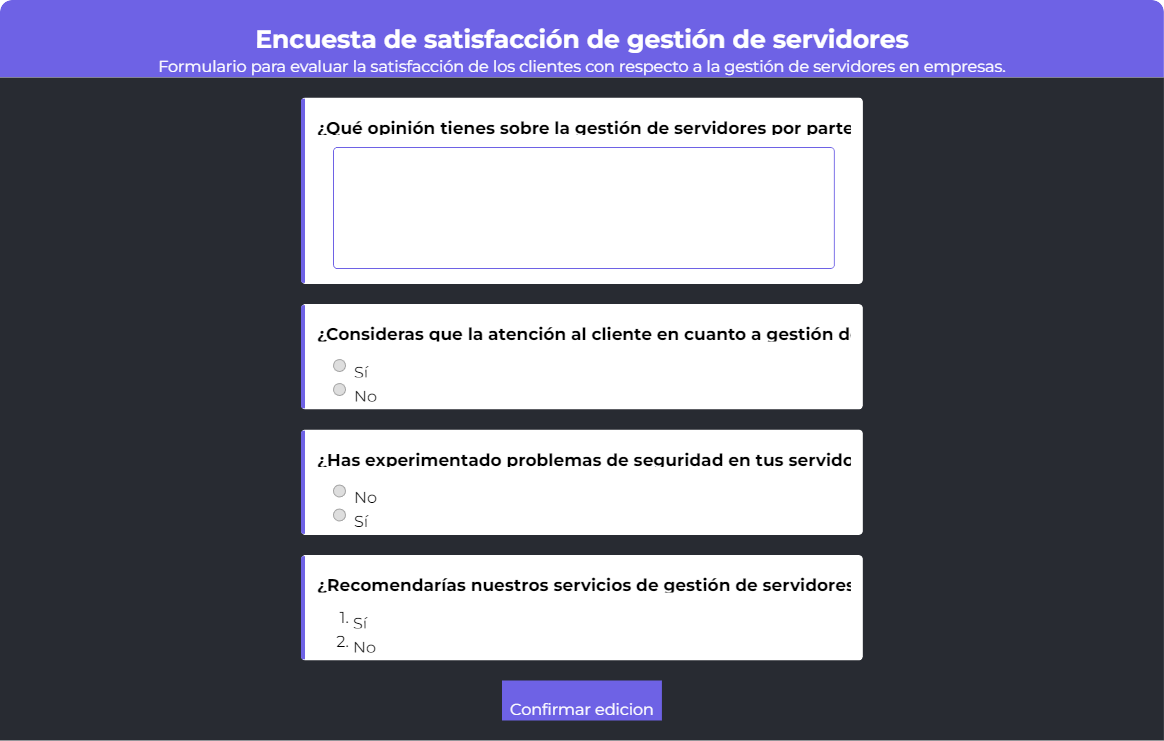 Encuesta de satisfacción de gestión de servidores
Formulario para evaluar la satisfacción de los clientes con respecto a la gestión de servidores en empresas.
¿Qué opinión tienes sobre la gestión de servidores por parte
¿Consideras que la atención al cliente en cuanto a gestión d
Sí
No
¿Has experimentado problemas de seguridad en tus servido
No
Sí
¿Recomendarías nuestros servicios de gestión de servidores
1. Sí
2. No
Confirmar edicion